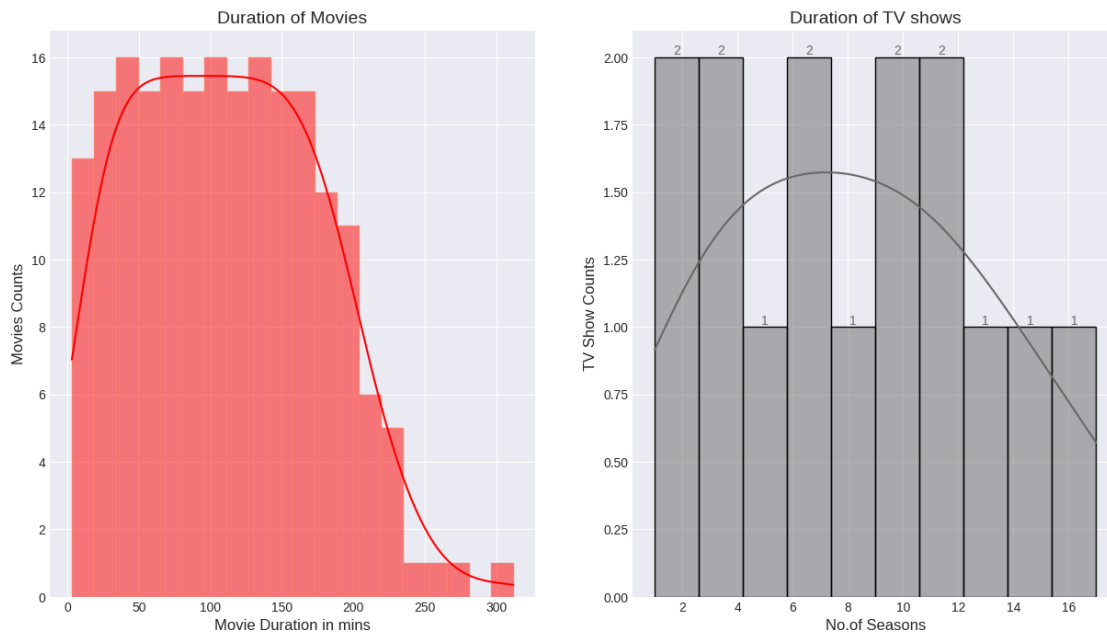 Duration of Movies
16
14
12
10
8
6
4
2
0
Movies Counts
0 50 100 150 200 250 300
Movie Duration in mins
Duration of TV shows
2.00
1.75
1.50
1.25
1.00
0.75
0.50
0.25
0.00
TV Show Counts
2 2 1 2 1 2 2 1 1 1
2 4 6 8 10 12 14 16
No.of Seasons